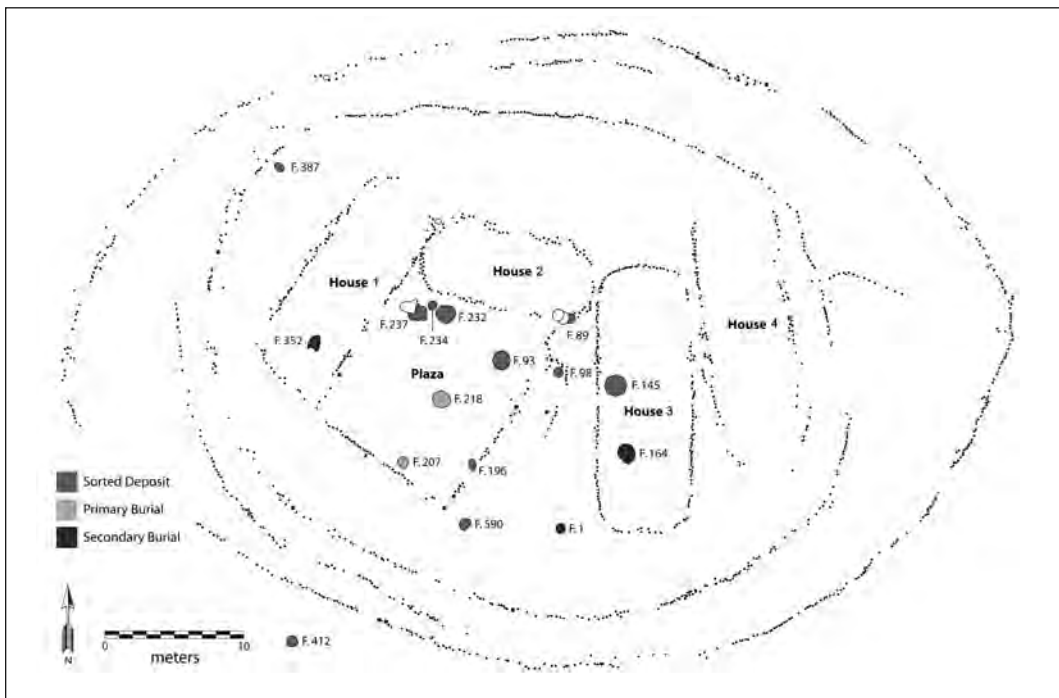 F. 387
House 1
House 2
F. 237
F. 232
F. 234
F. 352
F. 89
House 4
Plaza
F. 93
F. 98
F. 145
F. 218
House 3
F. 207
F. 196
F. 164
Sorted Deposit
Primary Burial
Secondary Burial
F. 590
F. 1
N
0 10
meters
F. 412